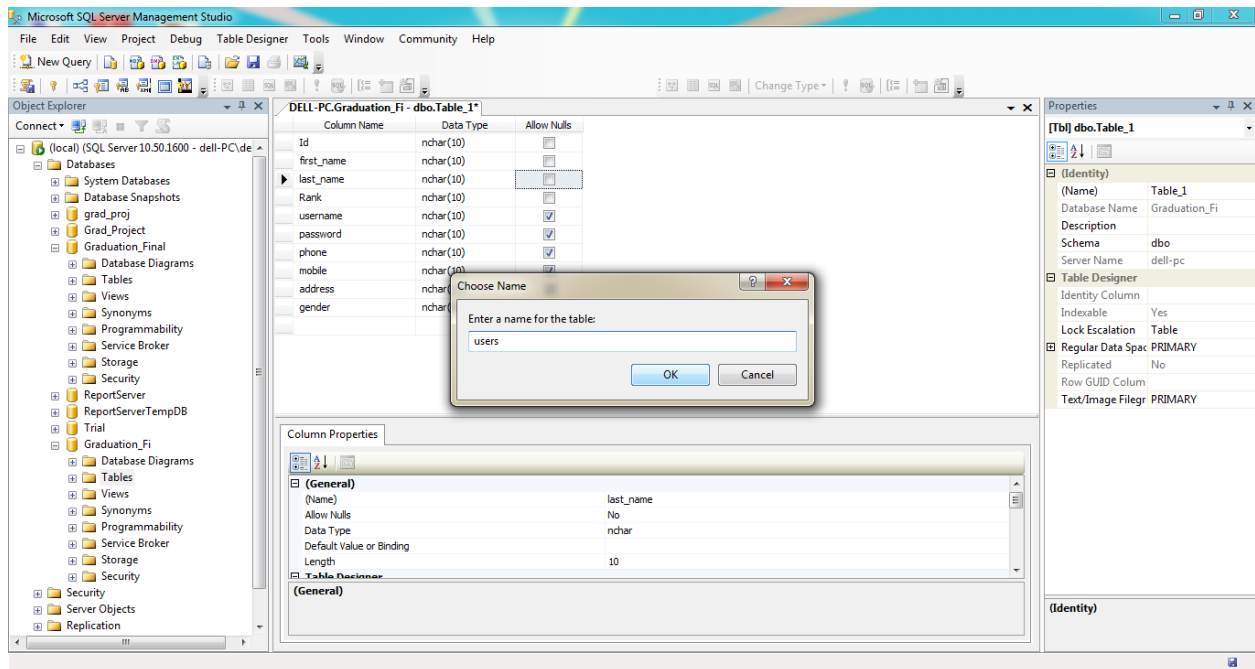 Microsoft SQL Server Management Studio
File Edit View Project Debug Table Designer Tools Window Community Help
New Query
Change Type
Object Explorer
Connect
(local) (SQL Server 10.50.1600 - dell-PC\de
Databases
System Databases
Database Snapshots
grad_proj
Grad_Project
Graduation_Final
Database Diagrams
Tables
Views
Synonyms
Programmability
Service Broker
Storage
Security
ReportServer
ReportServerTempDB
Trial
Graduation_Fi
Database Diagrams
Tables
Views
Synonyms
Programmability
Service Broker
Storage
Security
Security
Server Objects
Replication
DELL-PC.Graduation_Fi - dbo.Table_1*
Column Name Data Type Allow Nulls
Id nchar(10)
first_name nchar(10)
last_name nchar(10)
Rank nchar(10)
username nchar(10)
password nchar(10)
phone nchar(10)
mobile nchar(10)
address nchar(
gender nchar(
Choose Name
Enter a name for the table:
users
OK Cancel
Column Properties
(General)
(Name) last_name
Allow Nulls No
Data Type nchar
Default Value or Binding
Length 10
Table Designer
(General)
Properties
[Tbl] dbo.Table_1
(Identity)
(Name) Table_1
Database Name Graduation_Fi
Description
Schema dbo
Server Name dell-pc
Table Designer
Identity Column
Indexable Yes
Lock Escalation Table
Regular Data Spac PRIMARY
Replicated No
Row GUID Colum
Text/Image Filegr PRIMARY
(Identity)